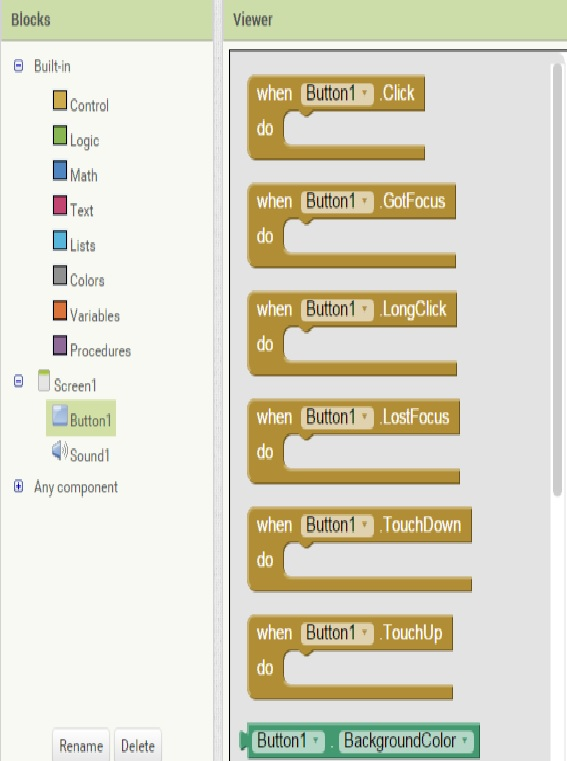 Blocks
Built-in
Control
Logic
Math
Text
Lists
Colors
Variables
Procedures
Screen1
Button1
Sound1
Any component
Rename Delete
Viewer
when Button1 .Click
do
when Button1 .GotFocus
do
when Button1 .LongClick
do
when Button1 .LostFocus
do
when Button1 .TouchDown
do
when Button1 .TouchUp
do
Button1 . BackgroundColor